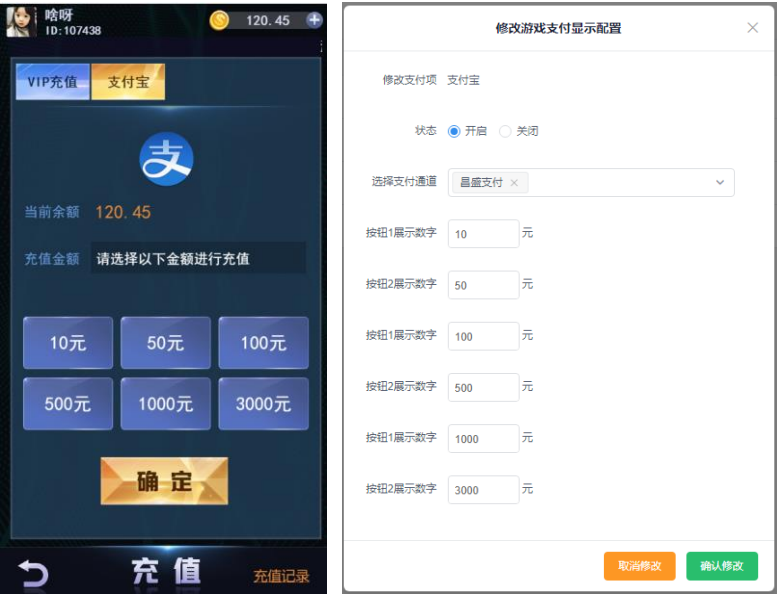 啥呀
ID:107438
120.45
VIP充值
支付宝
支
当前余额 120.45
充值金额 请选择以下金额进行充值
10元 50元 100元
500元 1000元 3000元
确定
充值
充值记录
修改游戏支付显示配置
修改支付项 支付宝
状态 开启 关闭
选择支付通道 昌盛支付
按钮1展示数字 10 元
按钮2展示数字 50 元
按钮1展示数字 100 元
按钮2展示数字 500 元
按钮1展示数字 1000 元
按钮2展示数字 3000 元
取消修改 确认修改